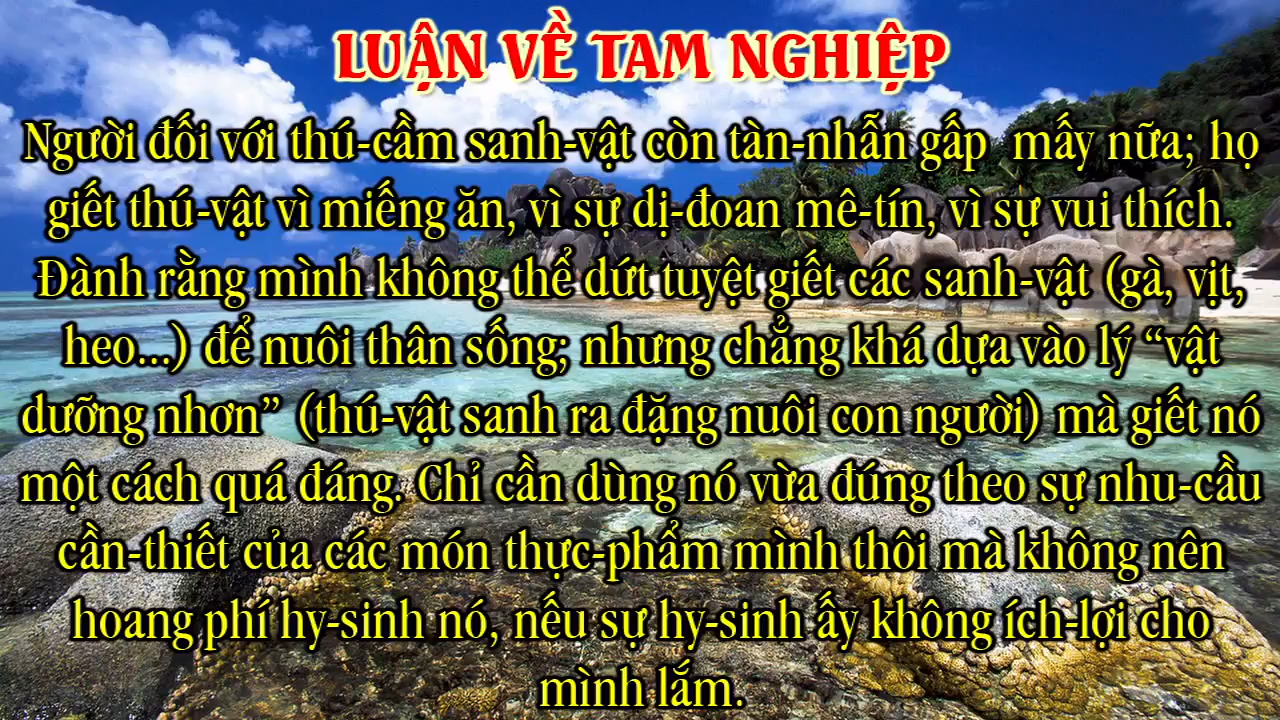 LUẬN VỀ TAM NGHIỆP
Người đối với thú-cầm sanh-vật còn tàn-nhẫn gấp mấy nữa; họ
giết thú-vật vì miếng ăn, vì sự dị-đoan mê-tín, vì sự vui thích.
Đành rằng mình không thể dứt tuyệt giết các sanh-vật (gà, vịt,
heo...) để nuôi thân sống; nhưng chẳng khá dựa vào lý “vật
dưỡng nhơn” (thú-vật sanh ra đặng nuôi con người) mà giết nó
một cách quá đáng. Chỉ cần dùng nó vừa đúng theo sự nhu-cầu
cần-thiết của các món thực-phẩm mình thôi mà không nên
hoang phí hy-sinh nó, nếu sự hy-sinh ấy không ích-lợi cho
mình lắm.